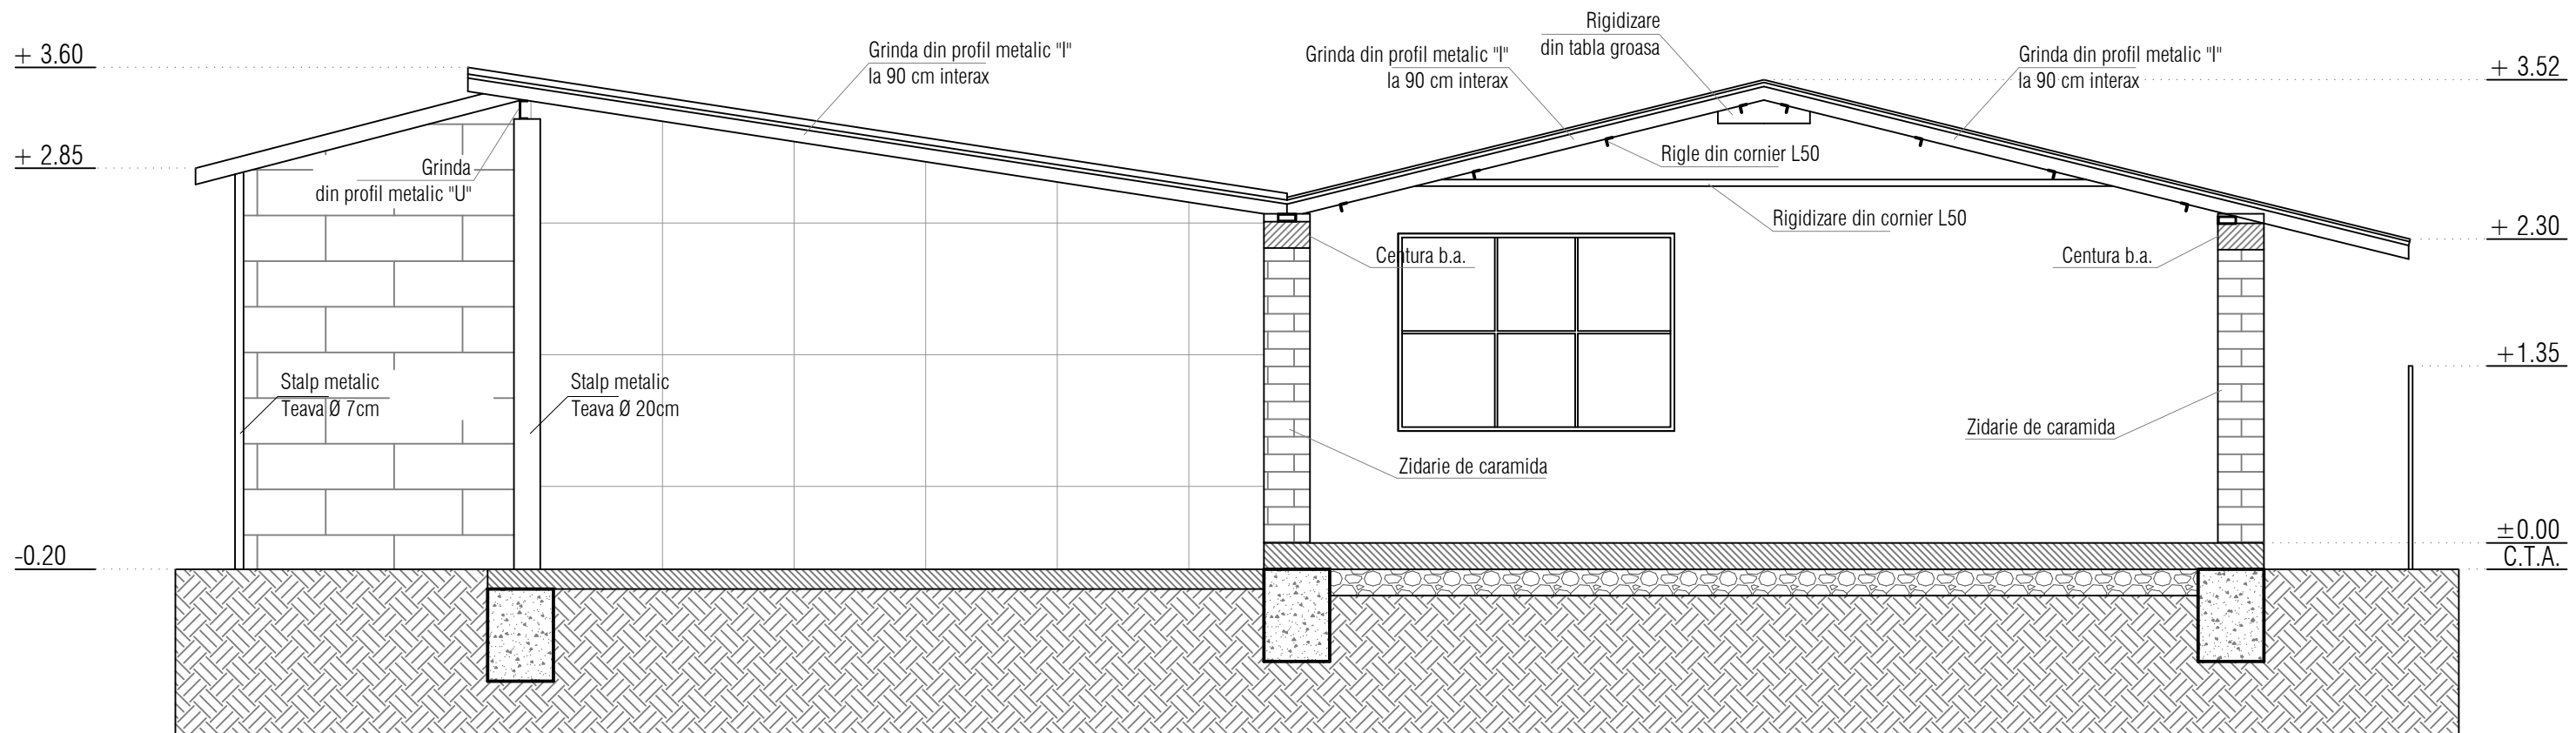 + 3.60
+ 2.85
-0.20
Grinda
din profil metalic "U"
Stalp metalic
Teava Ø 7cm
Stalp metalic
Teava Ø 20cm
Grinda din profil metalic "I"
la 90 cm interax
Grinda din profil metalic "I"
la 90 cm interax
Rigidizare
din tabla groasa
Grinda din profil metalic "I"
la 90 cm interax
Rigle din cornier L50
Rigidizare din cornier L50
Centura b.a.
Centura b.a.
Zidarie de caramida
Zidarie de caramida
+ 3.52
+ 2.30
+1.35
±0.00
C.T.A.